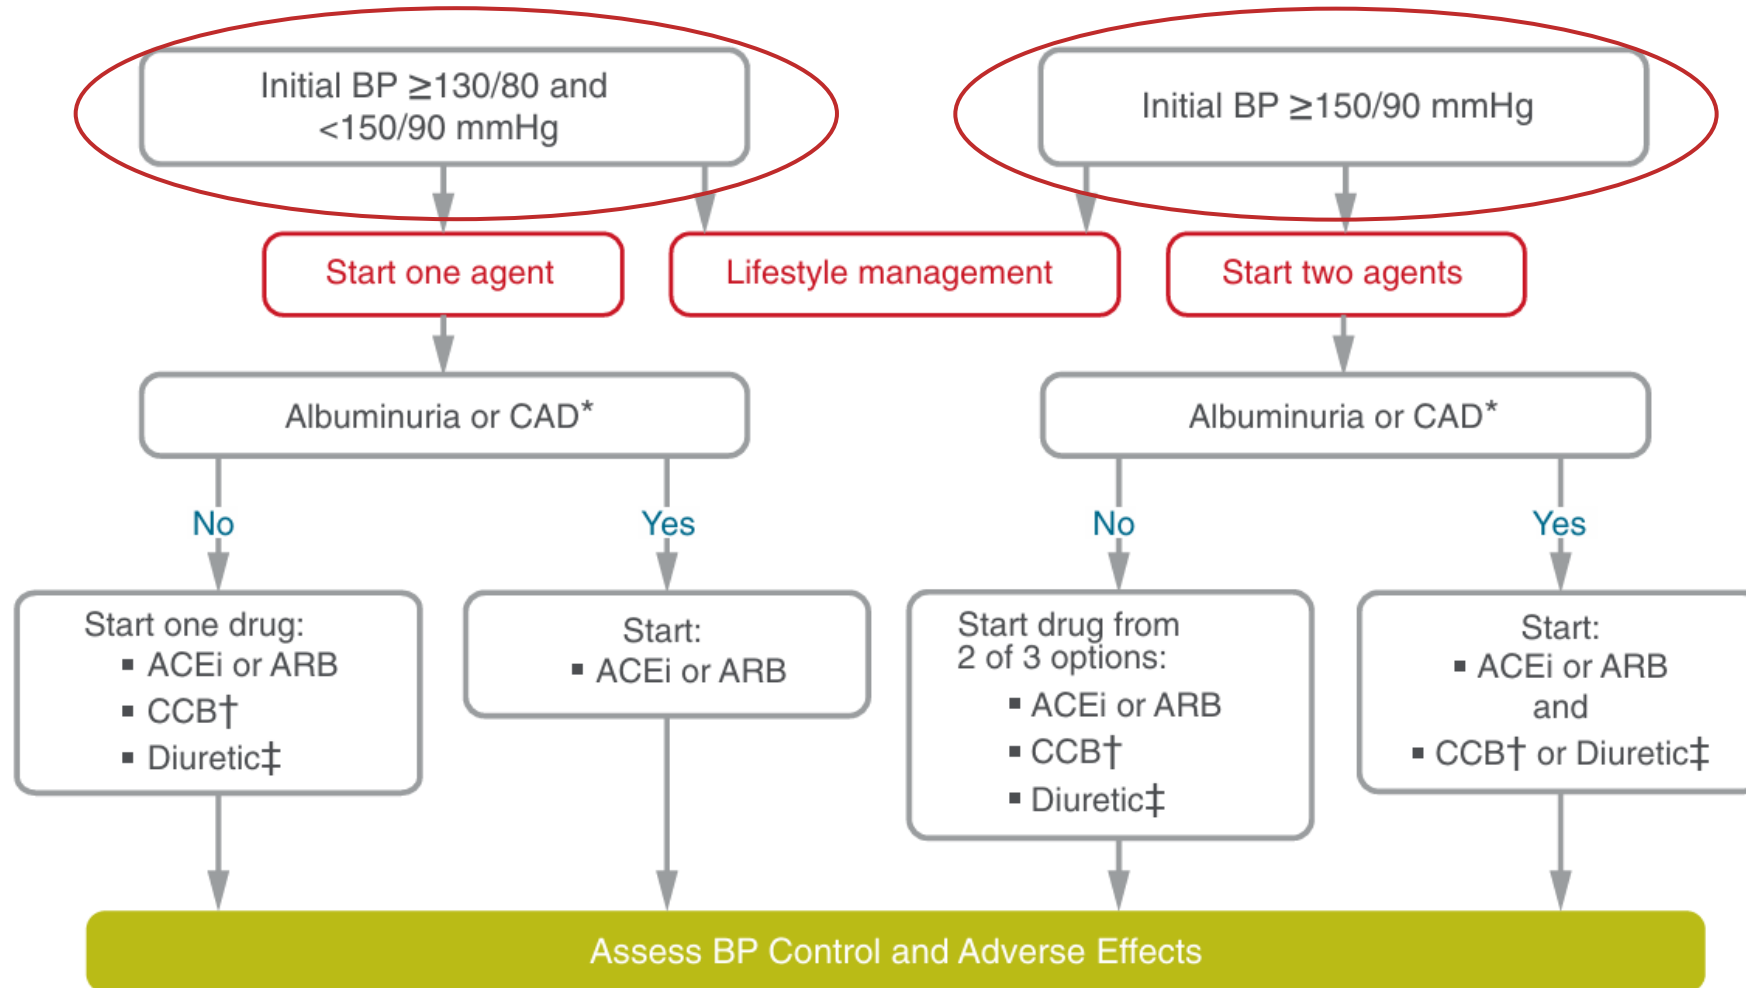 Initial BP ≥130/80 and
<150/90 mmHg
Initial BP ≥150/90 mmHg
Start one agent
Lifestyle management
Start two agents
Albuminuria or CAD*
Albuminuria or CAD*
No
Yes
No
Yes
Start one drug:
▪ ACEi or ARB
▪ CCB†
▪ Diuretic‡
Start:
▪ ACEi or ARB
Start drug from
2 of 3 options:
▪ ACEi or ARB
▪ CCB†
▪ Diuretic‡
Start:
▪ ACEi or ARB
and
▪ CCB† or Diuretic‡
Assess BP Control and Adverse Effects